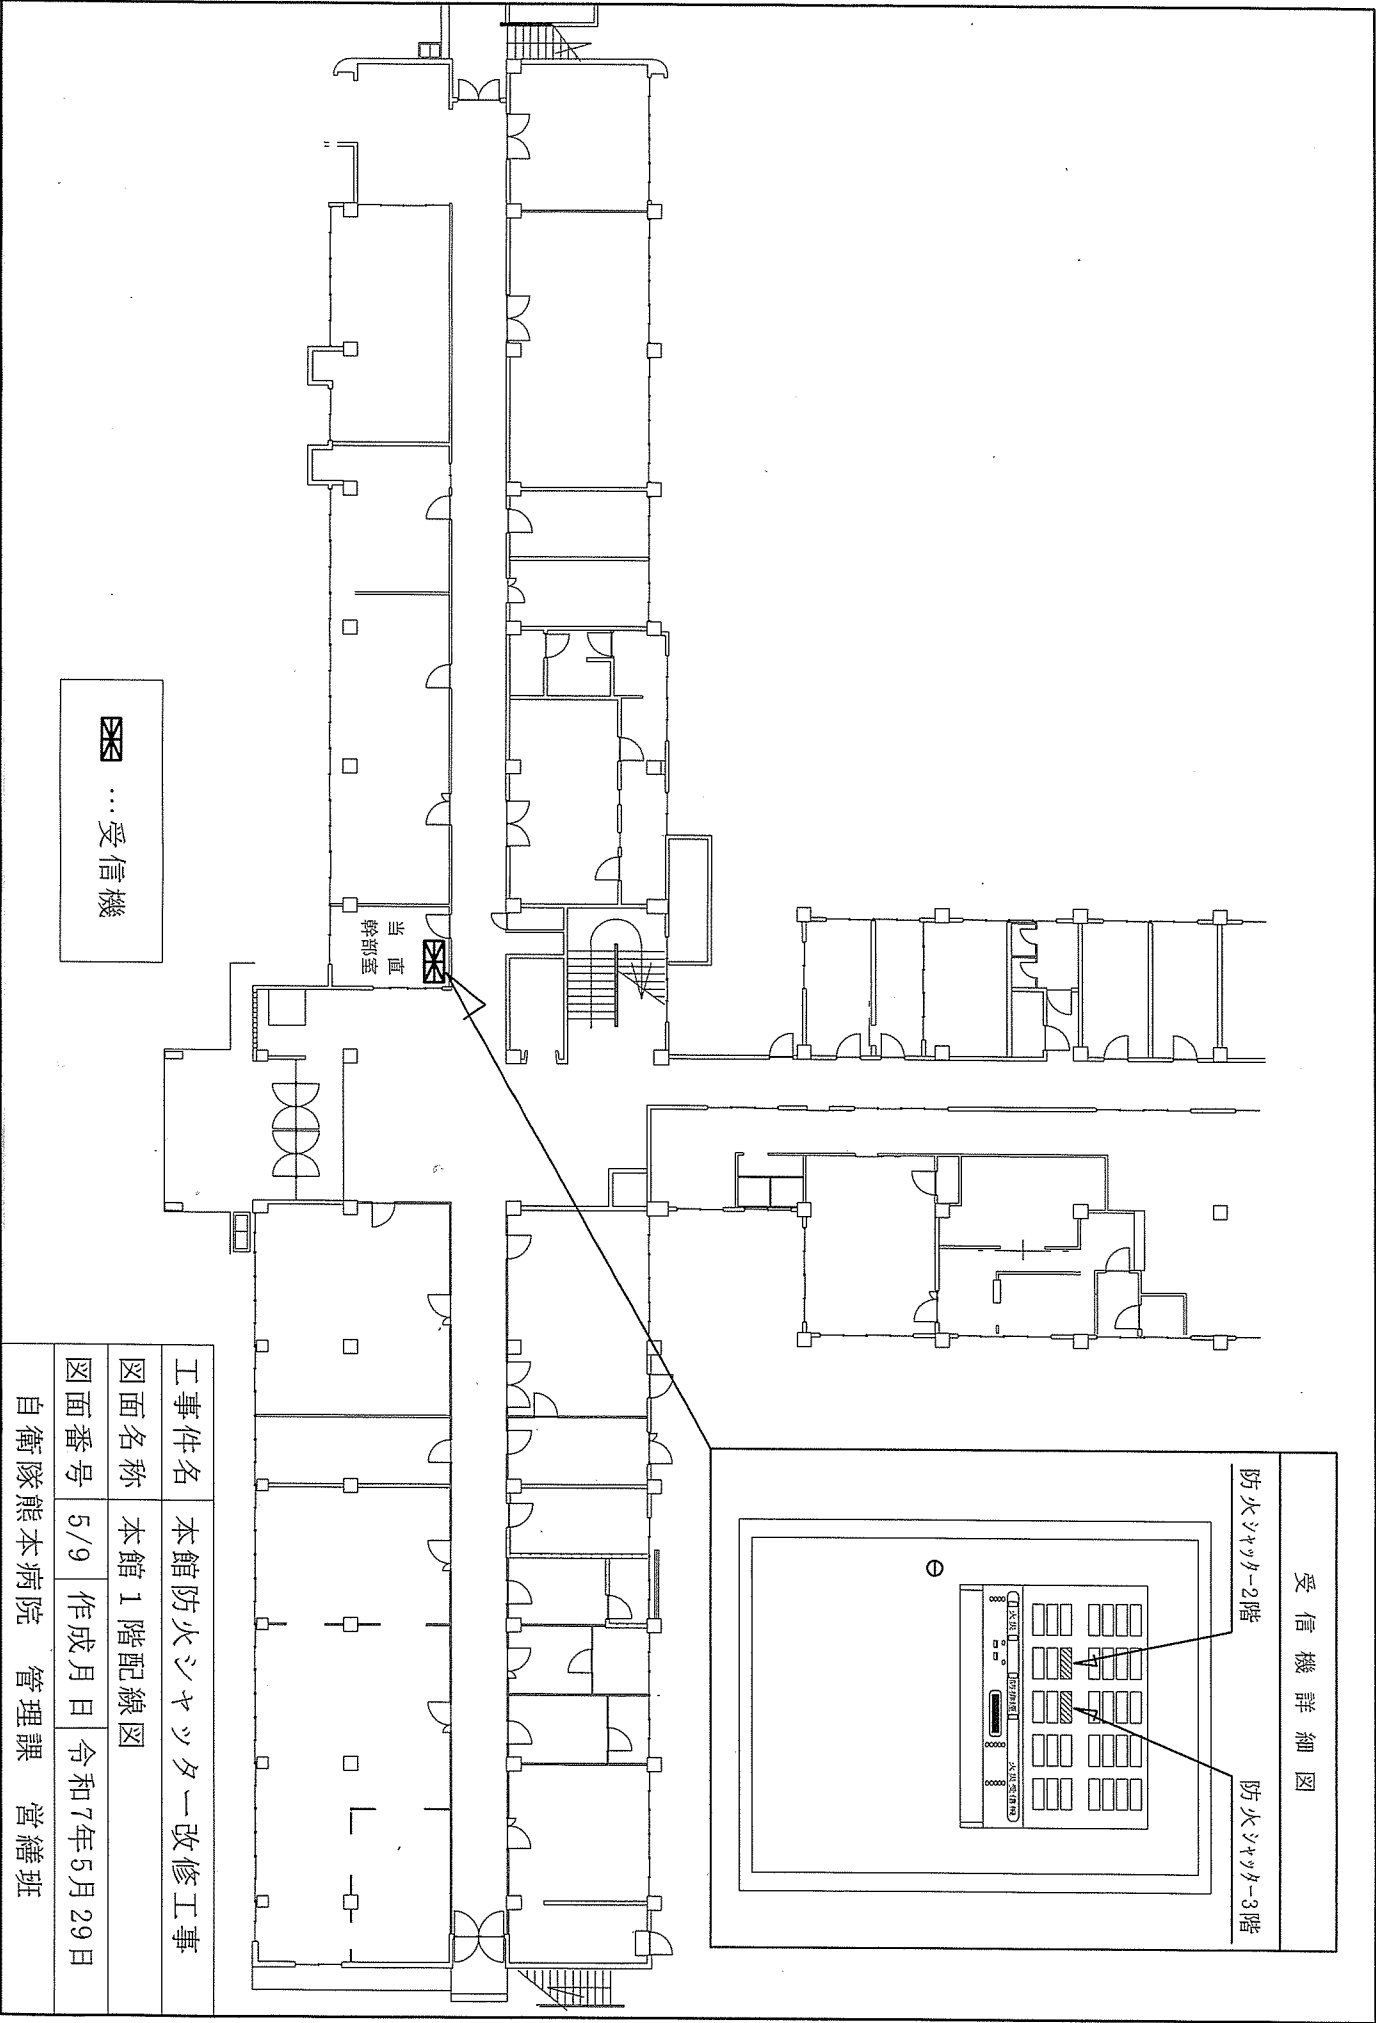 受信機詳細図
防火シャッター2階
防火シャッター3階
火災
防排煙
火災受信機
当直
幹部室
…受信機
工事件名 本館防火シャッター改修工事
図面名称 本館1階配線図
図面番号 5/9 作成月日 令和7年5月29日
自衛隊熊本病院 管理課 営繕班